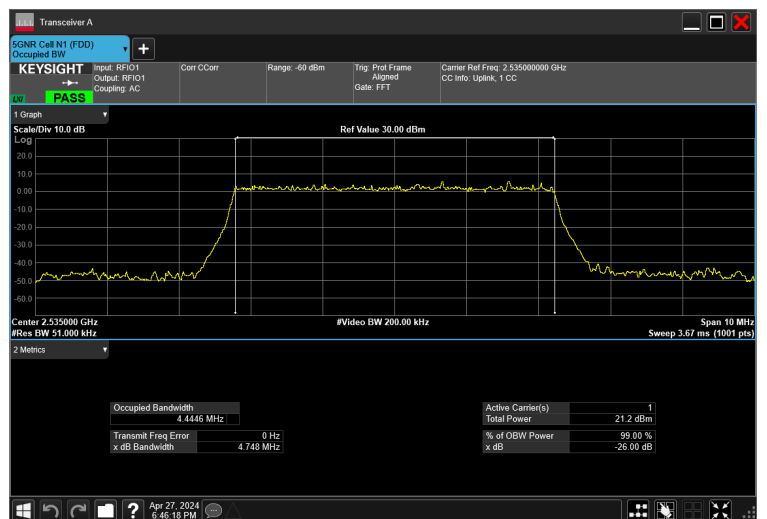 Transceiver A
5GNR Cell N1 (FDD)
Occupied BW
KEYSIGHT
LXI
PASS
Input: RFIO1
Output: RFIO1
Coupling: AC
Corr CCorr
Range: -60 dBm
Trig: Prot Frame
Aligned
Gate: FFT
Carrier Ref Freq: 2.535000000 GHz
CC Info: Uplink, 1 CC
1 Graph
Scale/Div 10.0 dB
Ref Value 30.00 dBm
Log
20.0
10.0
0.00
-10.0
-20.0
-30.0
-40.0
-50.0
-60.0
Center 2.535000 GHz
#Video BW 200.00 kHz
Span 10 MHz
#Res BW 51.000 kHz
Sweep 3.67 ms (1001 pts)
2 Metrics
Occupied Bandwidth
4.4446 MHz
Transmit Freq Error 0 Hz
x dB Bandwidth 4.748 MHz
Active Carrier(s) 1
Total Power 21.2 dBm
% of OBW Power 99.00 %
x dB -26.00 dB
?
Apr 27, 2024
6:46:18 PM